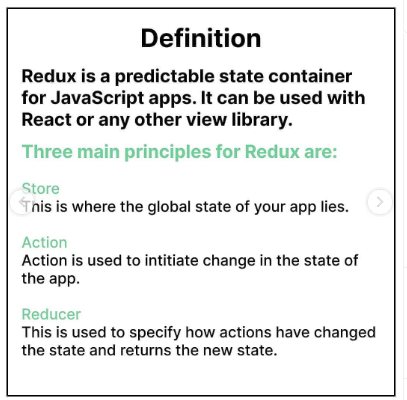 Definition
Redux is a predictable state container
for JavaScript apps. It can be used with
React or any other view library.
Three main principles for Redux are:
Store
This is where the global state of your app lies.
Action
Action is used to intitiate change in the state of
the app.
Reducer
This is used to specify how actions have changed
the state and returns the new state.